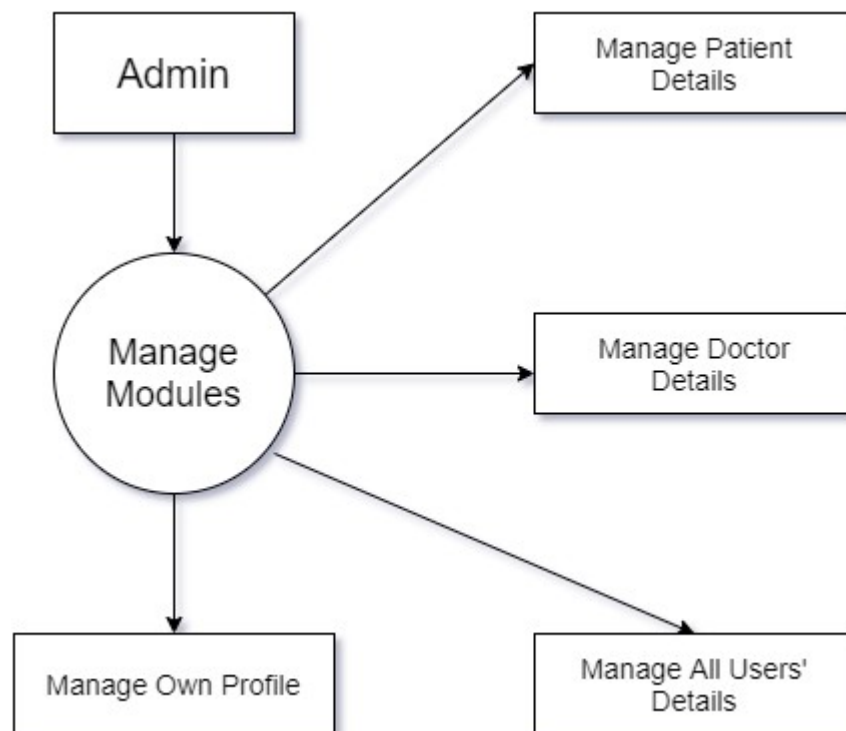 Admin
Manage Patient
Details
Manage
Modules
Manage Doctor
Details
Manage Own Profile
Manage All Users'
Details